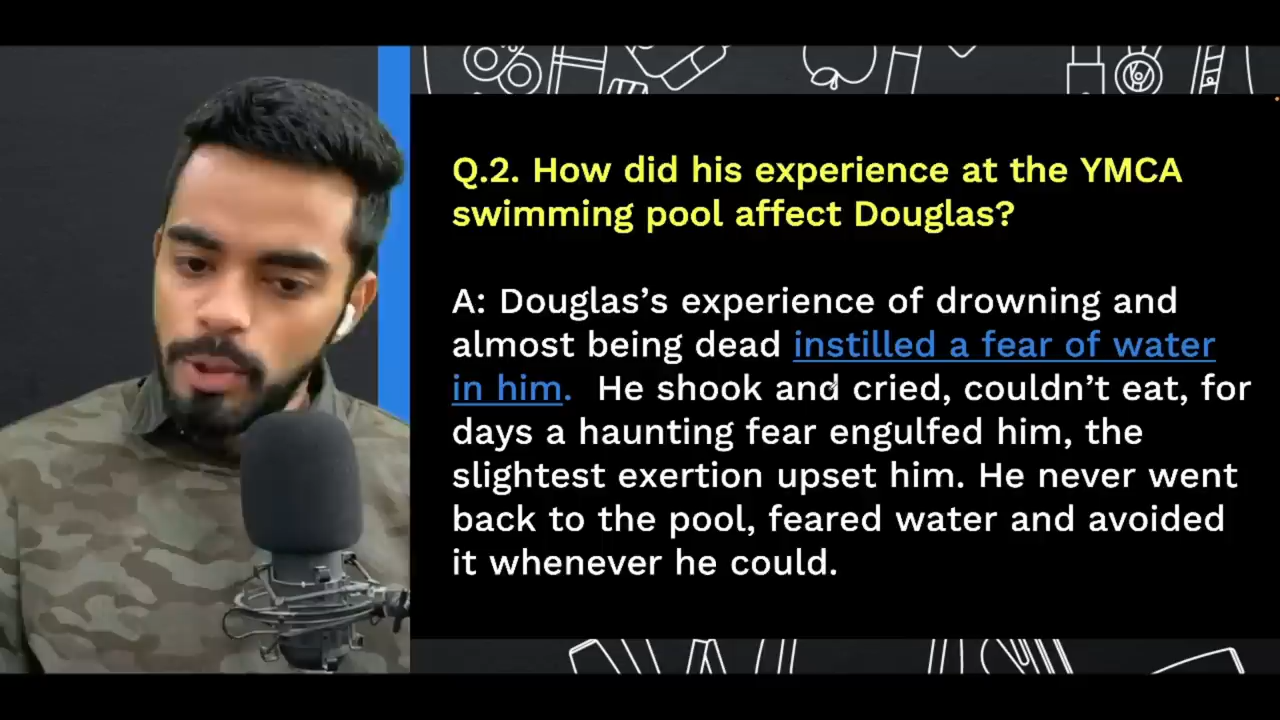 Q.2. How did his experience at the YMCA
swimming pool affect Douglas?
A: Douglas’s experience of drowning and
almost being dead instilled a fear of water
in him. He shook and cried, couldn’t eat, for
days a haunting fear engulfed him, the
slightest exertion upset him. He never went
back to the pool, feared water and avoided
it whenever he could.